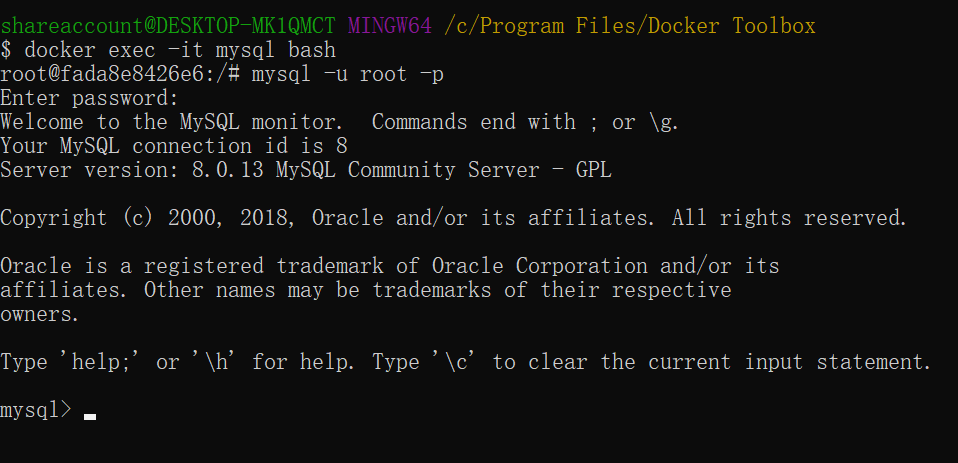 shareaccount@DESKTOP-MK1QMCT MINGW64 /c/Program Files/Docker Toolbox
$ docker exec -it mysql bash
root@fada8e8426e6:/# mysql -u root -p
Enter password:
Welcome to the MySQL monitor.  Commands end with ; or \g.
Your MySQL connection id is 8
Server version: 8.0.13 MySQL Community Server - GPL
Copyright (c) 2000, 2018, Oracle and/or its affiliates. All rights reserved.
Oracle is a registered trademark of Oracle Corporation and/or its
affiliates. Other names may be trademarks of their respective
owners.
Type 'help;' or '\h' for help. Type '\c' to clear the current input statement.
mysql>